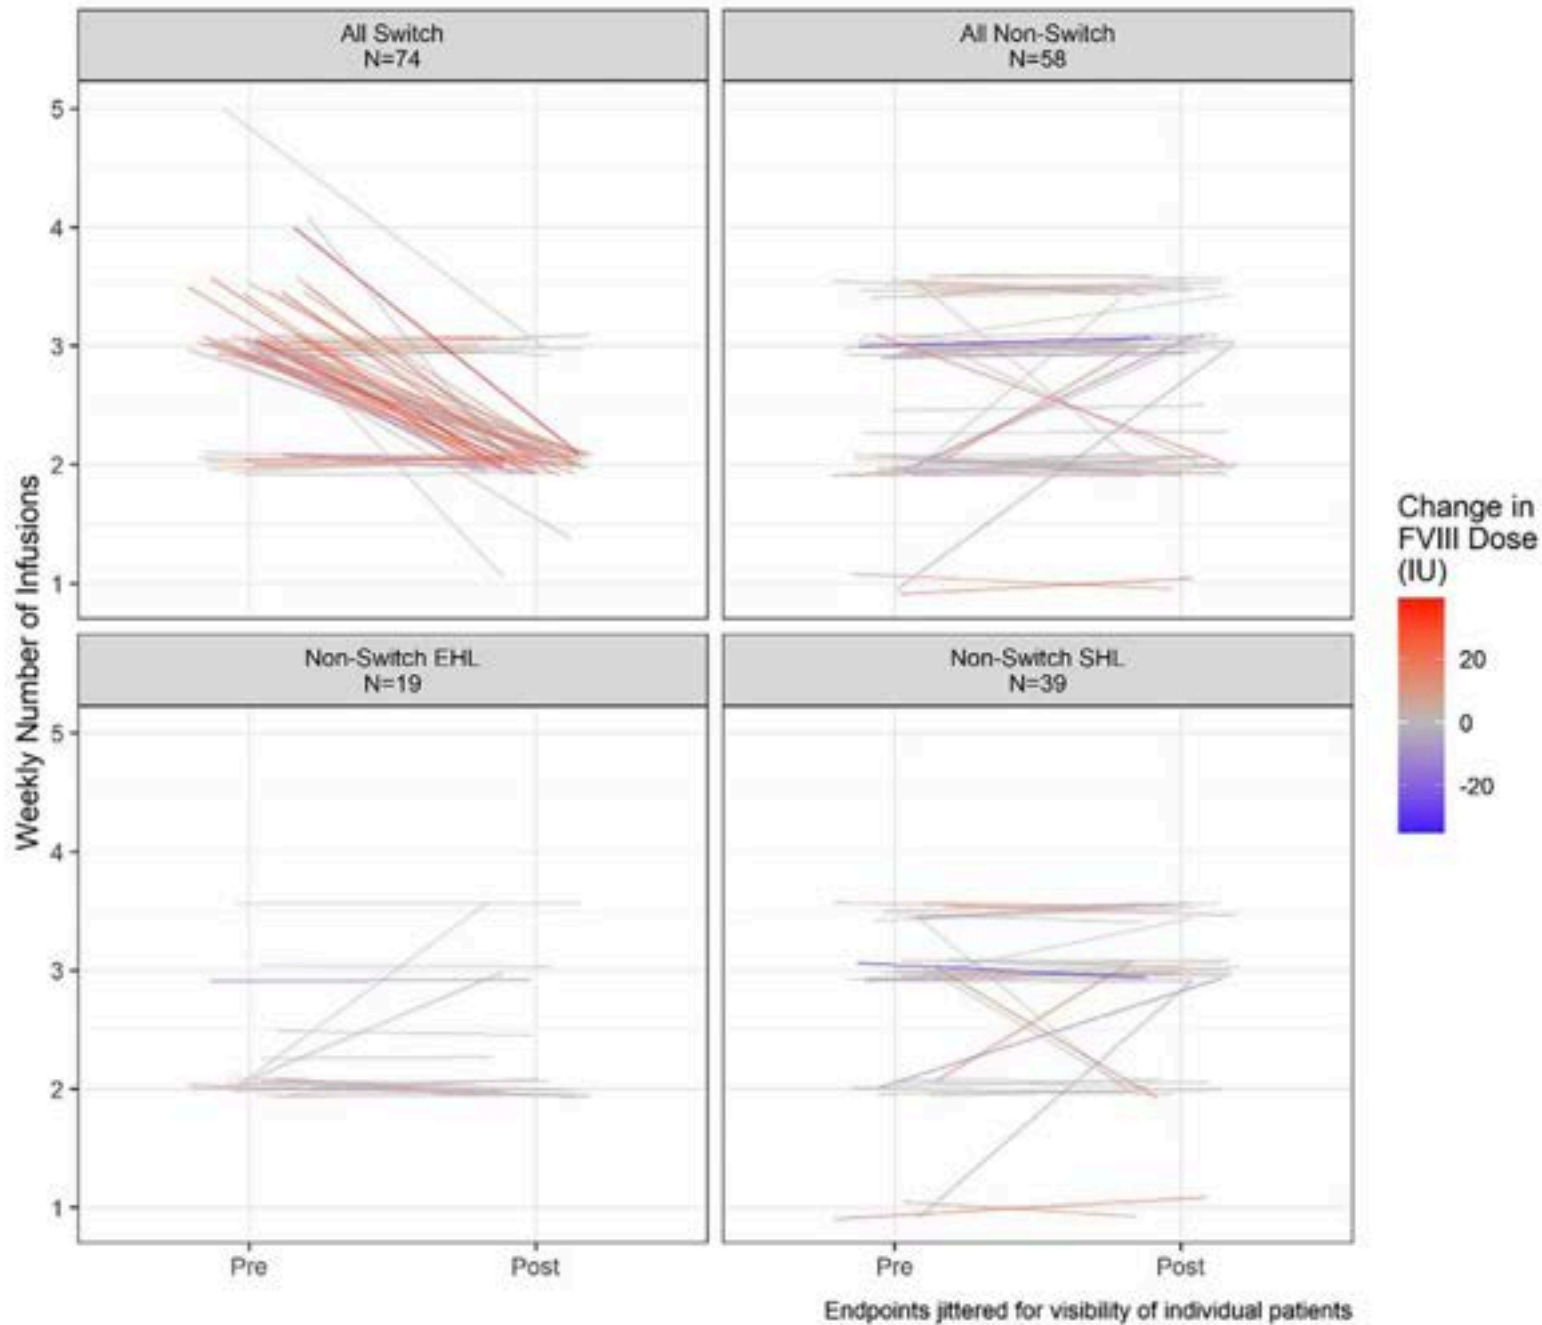 All Switch
N=74
All Non-Switch
N=58
5
4
3
2
1
Non-Switch EHL
N=19
Non-Switch SHL
N=39
5
4
3
2
1
Weekly Number of Infusions
Pre
Post
Pre
Post
Endpoints jittered for visibility of individual patients
Change in
FVIII Dose
(IU)
20
0
-20